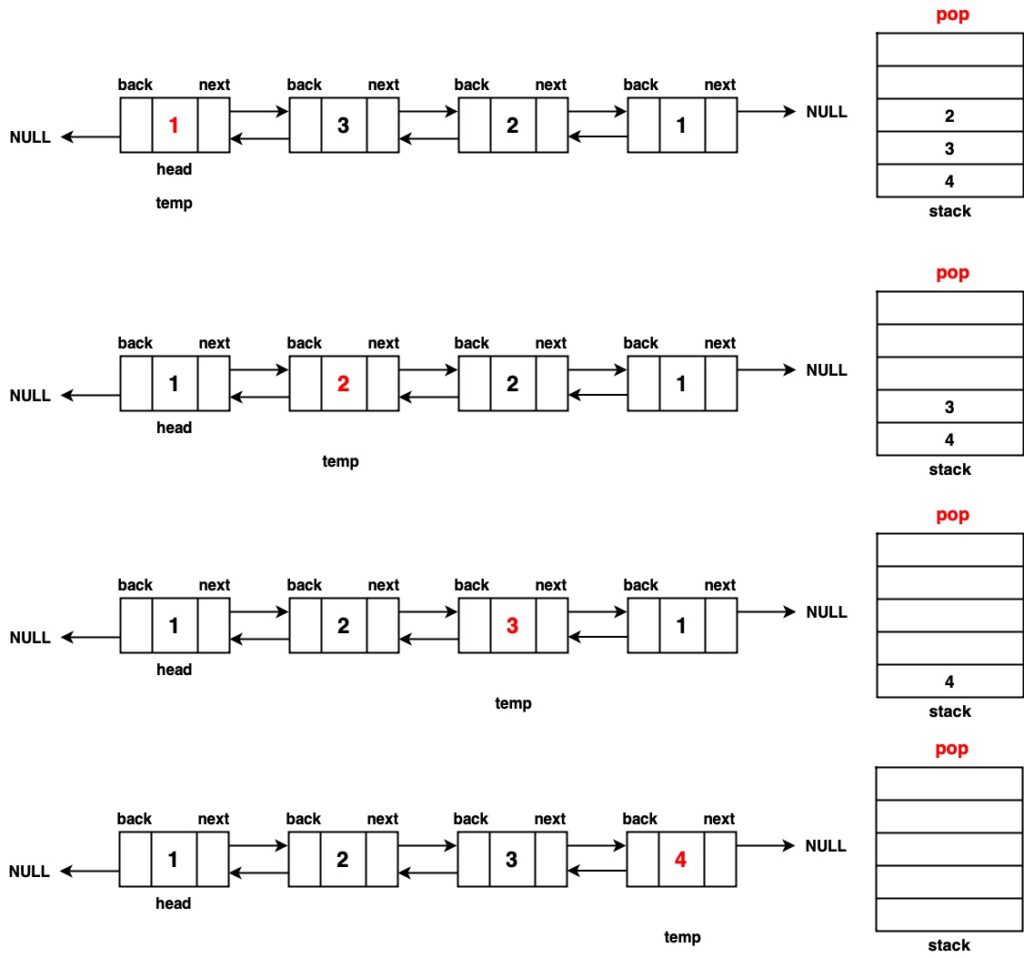 pop
back next back next back next back next
NULL 1 3 2 1 NULL 2
3
head 4
temp stack
pop
back next back next back next back next
NULL 1 2 2 1 NULL
3
head 4
temp stack
pop
back next back next back next back next
NULL 1 2 3 1 NULL
head 4
temp stack
pop
back next back next back next back next
NULL 1 2 3 4 NULL
head
temp stack